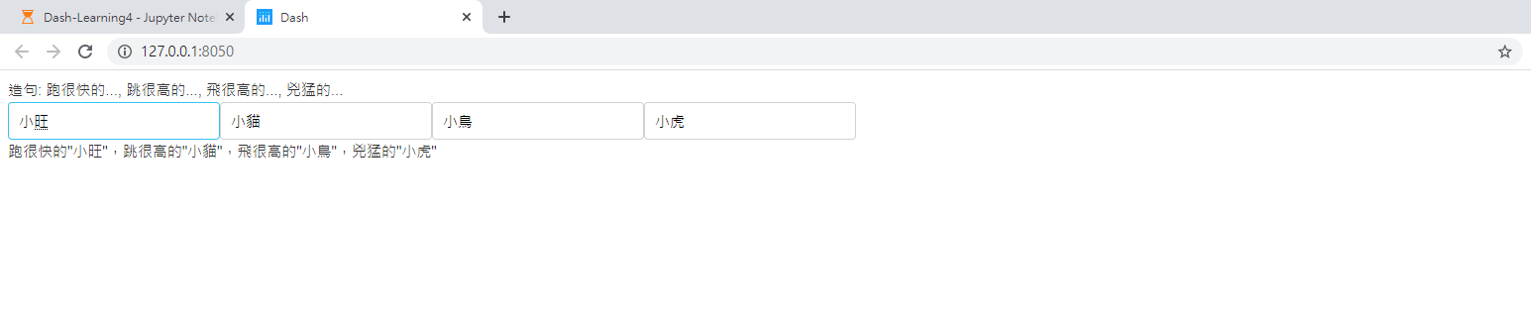 Dash-Learning4 - Jupyter Note
Dash
127.0.0.1:8050
造句: 跑很快的..., 跳很高的..., 飛很高的..., 兇猛的...
小旺 小貓 小鳥 小虎
跑很快的"小旺"，跳很高的"小貓"，飛很高的"小鳥"，兇猛的"小虎"